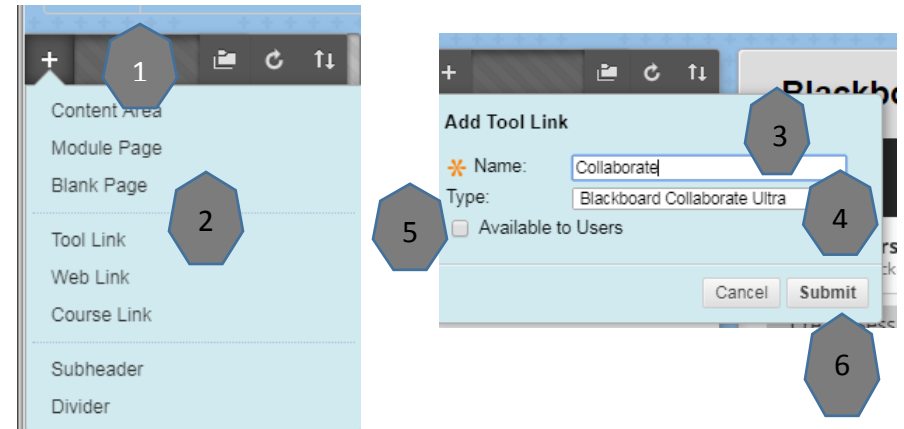 1
Content Area
Module Page
Blank Page
2
Tool Link
Web Link
Course Link
Subheader
Divider
Add Tool Link
3
Name: Collaborate
Type: Blackboard Collaborate Ultra
4
5
Available to Users
Cancel Submit
6